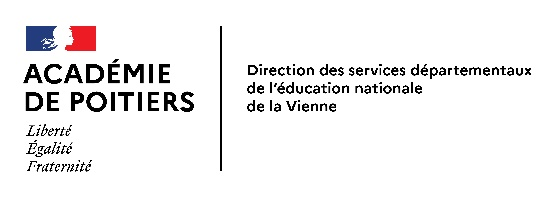 ACADÉMIE
DE POITIERS
Liberté
Égalité
Fraternité
Direction des services départementaux
de l'éducation nationale
de la Vienne